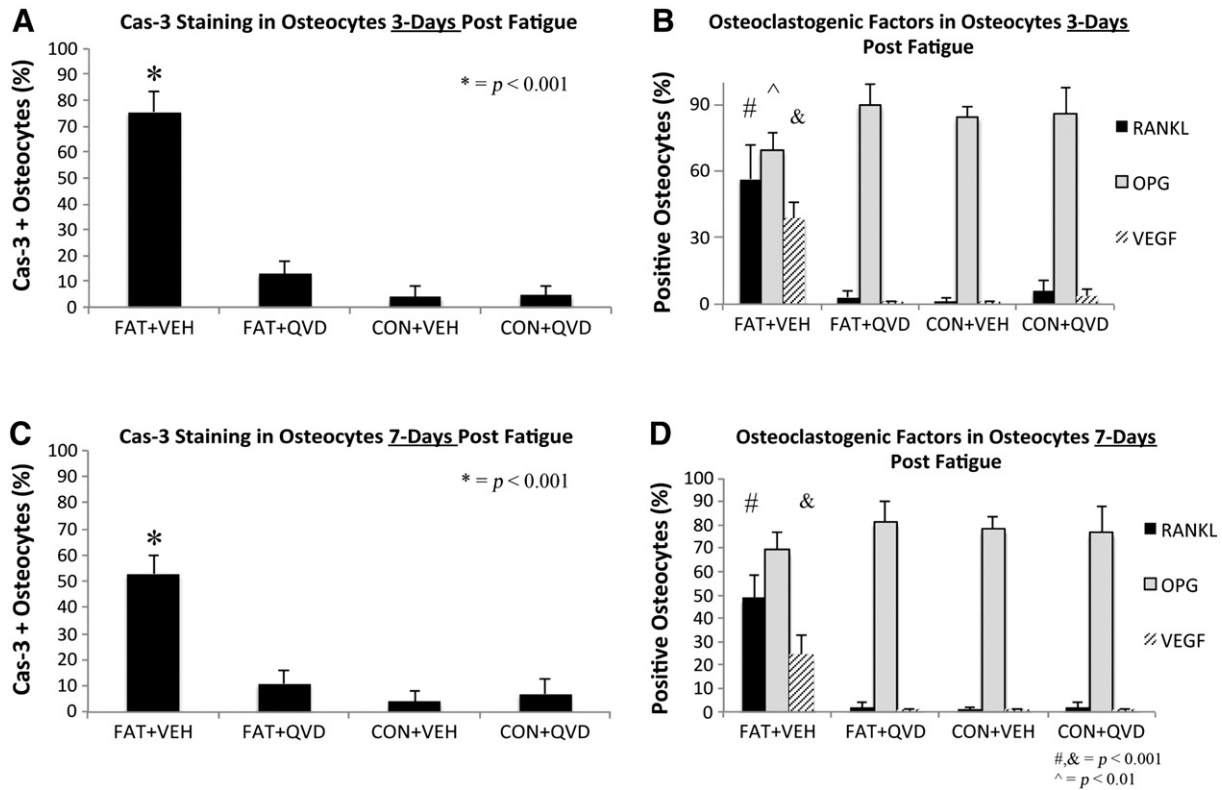 A
Cas-3 Staining in Osteocytes 3-Days Post Fatigue
Cas-3 + Osteocytes (%)
100
90
80
70
60
50
40
30
20
10
0
*
* = p < 0.001
FAT+VEH
FAT+QVD
CON+VEH
CON+QVD
B
Osteoclastogenic Factors in Osteocytes 3-Days
Post Fatigue
Positive Osteocytes (%)
90
60
30
0
# ^ &
RANKL
OPG
VEGF
FAT+VEH
FAT+QVD
CON+VEH
CON+QVD
C
Cas-3 Staining in Osteocytes 7-Days Post Fatigue
Cas-3 + Osteocytes (%)
100
90
80
70
60
50
40
30
20
10
0
*
* = p < 0.001
FAT+VEH
FAT+QVD
CON+VEH
CON+QVD
D
Osteoclastogenic Factors in Osteocytes 7-Days
Post Fatigue
Positive Osteocytes (%)
100
90
80
70
60
50
40
30
20
10
0
# &
RANKL
OPG
VEGF
FAT+VEH
FAT+QVD
CON+VEH
CON+QVD
#,& = p < 0.001
^ = p < 0.01